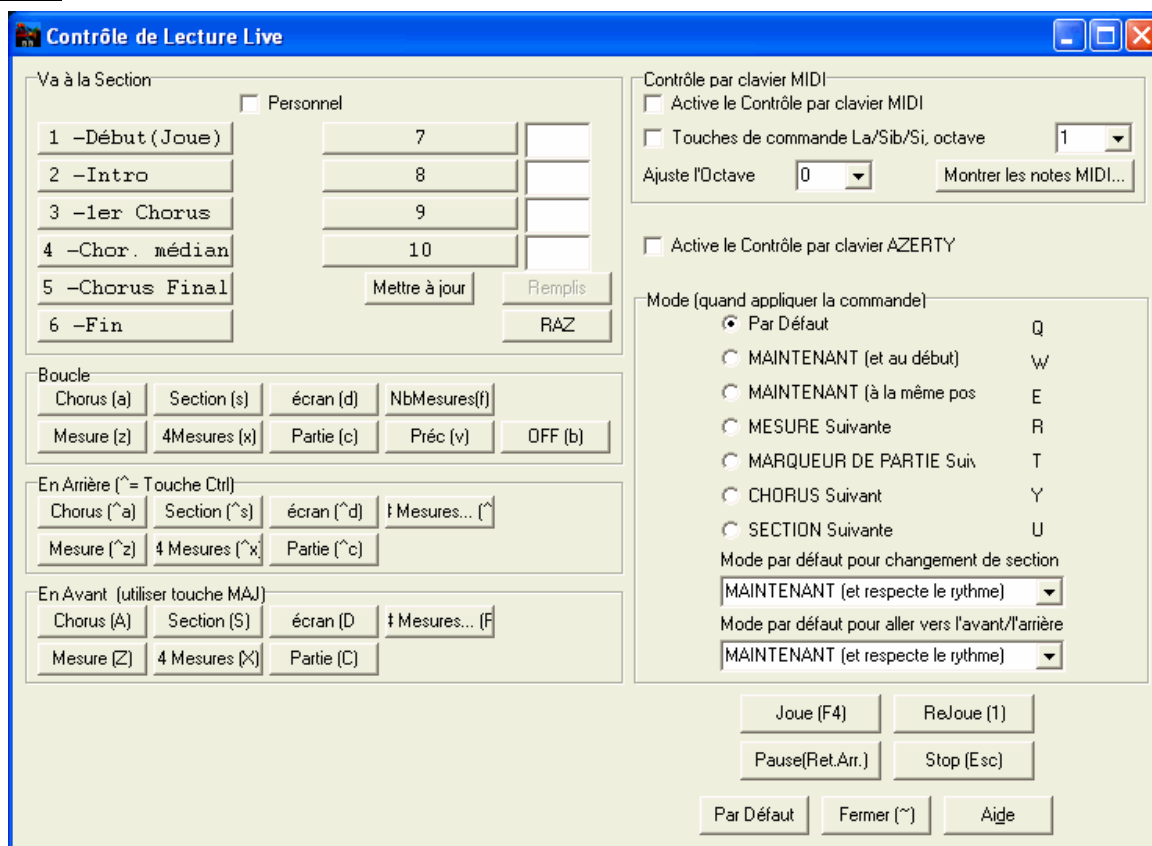 Contrôle de Lecture Live
Va à la Section
Personnel
1 -Début(Joue)
7
2 -Intro
8
3 -1er Chorus
9
4 -Chor. médian
10
5 -Chorus Final
Mettre à jour
Remplis
6 -Fin
RAZ
Boucle
Chorus (a) Section (s) écran (d) NbMesures(f)
Mesure (z) 4Mesures (x) Partie (c) Préc (v) OFF (b)
En Arrière (^= Touche Ctrl)
Chorus (^a) Section (^s) écran (^d) ‡ Mesures... (^
Mesure (^z) 4 Mesures (^x) Partie (^c)
En Avant (utiliser touche MAJ)
Chorus (A) Section (S) écran (D ‡ Mesures... (F
Mesure (Z) 4 Mesures (X) Partie (C)
Contrôle par clavier MIDI
Active le Contrôle par clavier MIDI
Touches de commande La/Sib/Si, octave 1
Ajuste l'Octave 0 Montrer les notes MIDI...
Active le Contrôle par clavier AZERTY
Mode (quand appliquer la commande)
Par Défaut Q
MAINTENANT (et au début) W
MAINTENANT (à la même pos E
MESURE Suivante R
MARQUEUR DE PARTIE Suiv T
CHORUS Suivant Y
SECTION Suivante U
Mode par défaut pour changement de section
MAINTENANT (et respecte le rythme)
Mode par défaut pour aller vers l'avant/l'arrière
MAINTENANT (et respecte le rythme)
Joue (F4) ReJoue (1)
Pause(Ret.Arr.) Stop (Esc)
Par Défaut Fermer (~) Aide